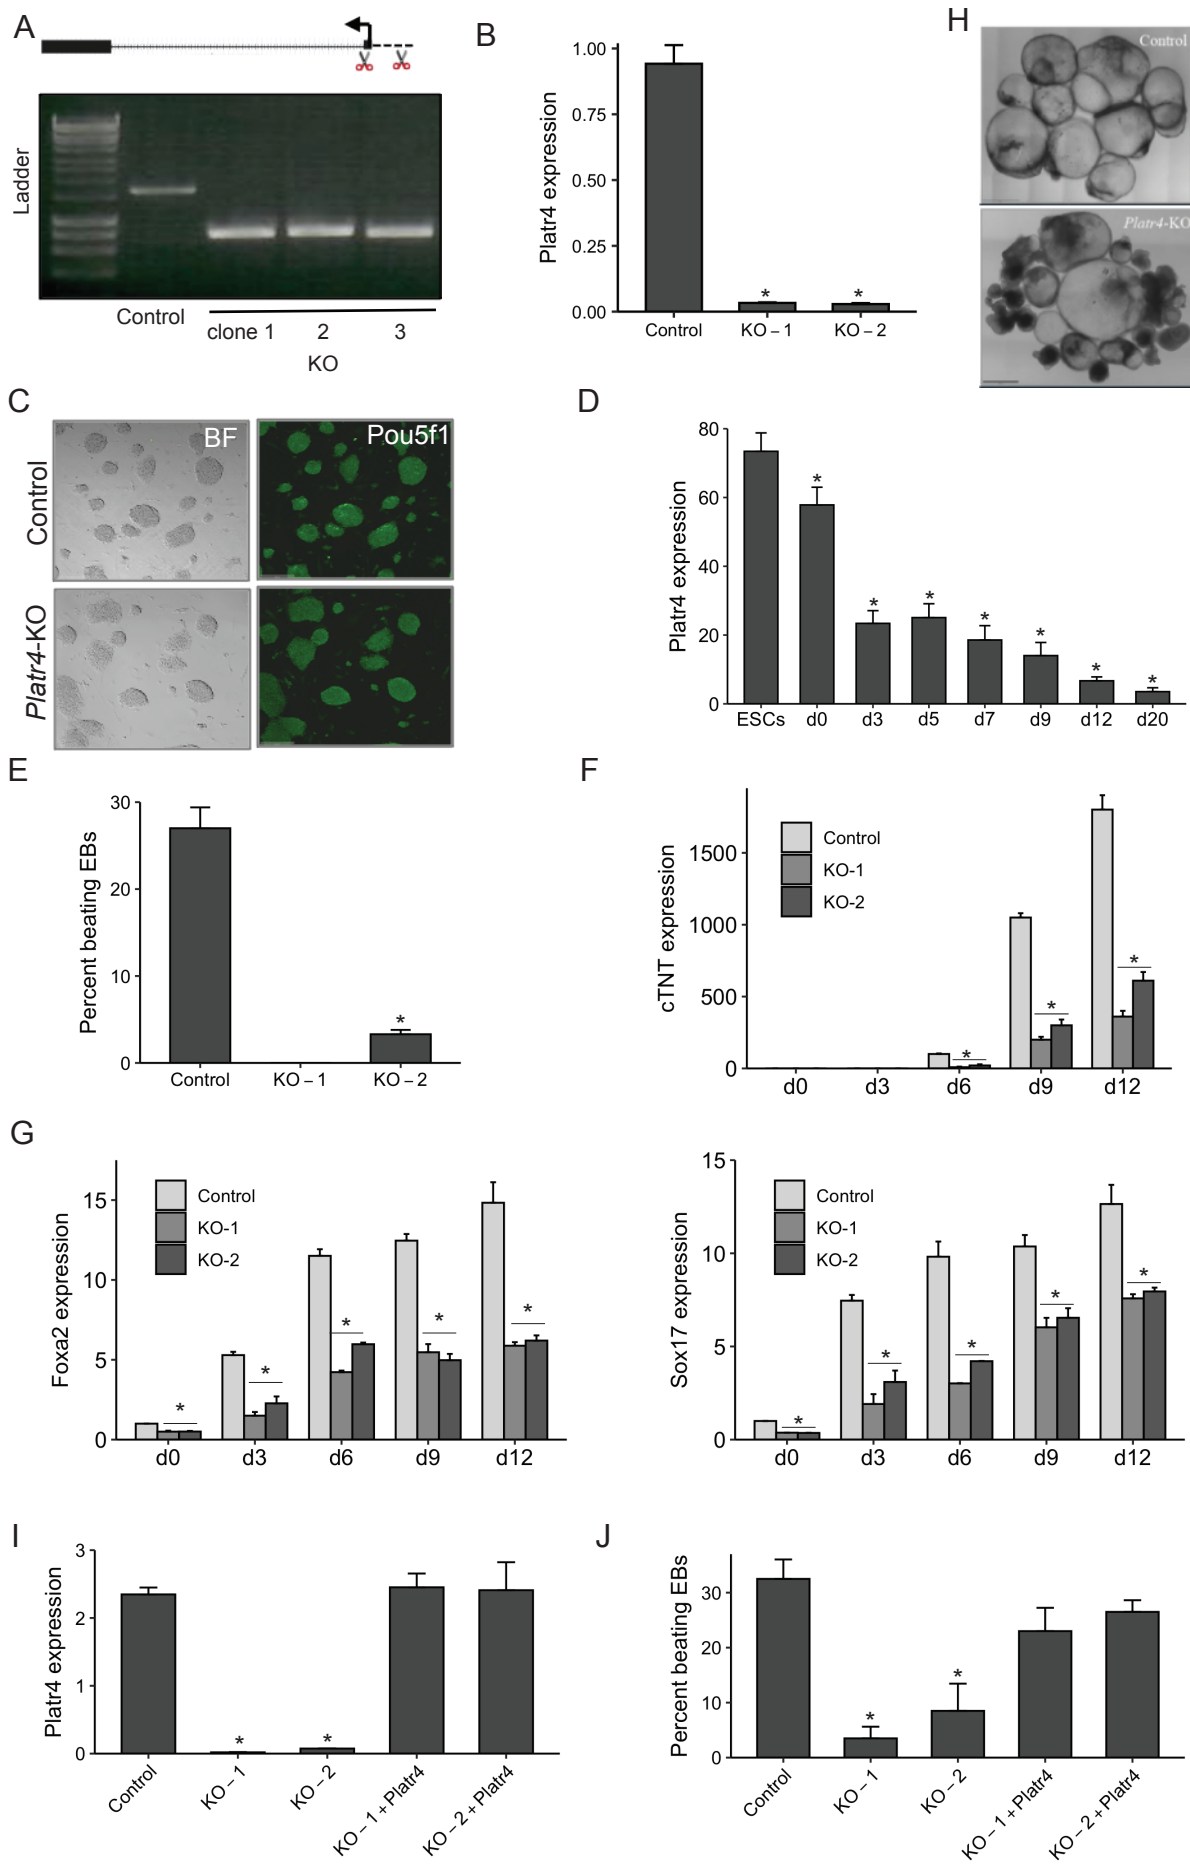 A
Ladder
Control
clone 1 2 3
KO
B
Platr4 expression
1.00
0.75
0.50
0.25
0.00
*
*
Control KO – 1 KO – 2
H
Control
Platr4-KO
C
BF
Pou5f1
Control
Platr4-KO
D
Platr4 expression
80
60
40
20
0
*
*
*
*
*
*
*
ESCs d0 d3 d5 d7 d9 d12 d20
E
Percent beating EBs
30
20
10
0
*
Control KO – 1 KO – 2
F
cTNT expression
1500
1000
500
0
Control
KO-1
KO-2
*
*
*
d0 d3 d6 d9 d12
G
Foxa2 expression
15
10
5
0
Control
KO-1
KO-2
*
*
*
*
*
d0 d3 d6 d9 d12
Sox17 expression
15
10
5
0
Control
KO-1
KO-2
*
*
*
*
*
d0 d3 d6 d9 d12
I
Platr4 expression
3
2
1
0
*
*
Control
KO – 1
KO – 2
KO – 1 + Platr4
KO – 2 + Platr4
J
Percent beating EBs
30
20
10
0
*
*
Control
KO – 1
KO – 2
KO – 1 + Platr4
KO – 2 + Platr4